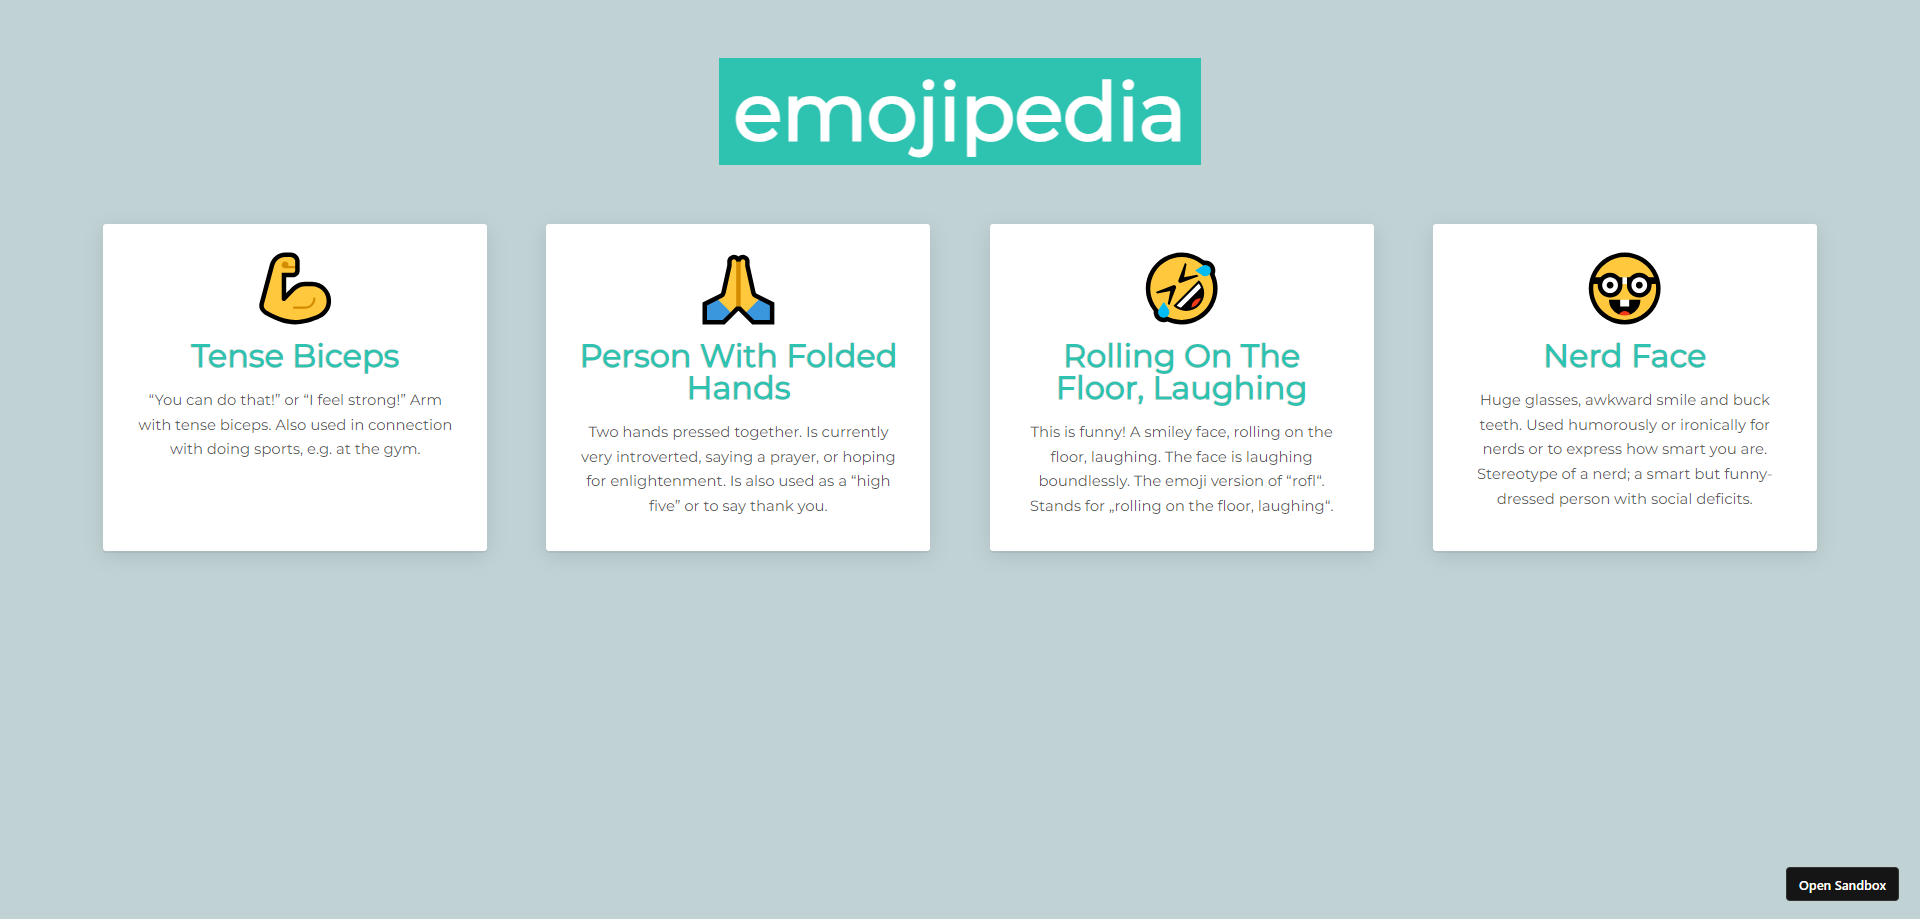 emojipedia
Tense Biceps
“You can do that!” or “I feel strong!” Arm
with tense biceps. Also used in connection
with doing sports, e.g. at the gym.
Person With Folded
Hands
Two hands pressed together. Is currently
very introverted, saying a prayer, or hoping
for enlightenment. Is also used as a “high
five” or to say thank you.
Rolling On The
Floor, Laughing
This is funny! A smiley face, rolling on the
floor, laughing. The face is laughing
boundlessly. The emoji version of “rofl“.
Stands for „rolling on the floor, laughing“.
Nerd Face
Huge glasses, awkward smile and buck
teeth. Used humorously or ironically for
nerds or to express how smart you are.
Stereotype of a nerd; a smart but funny-
dressed person with social deficits.
Open Sandbox